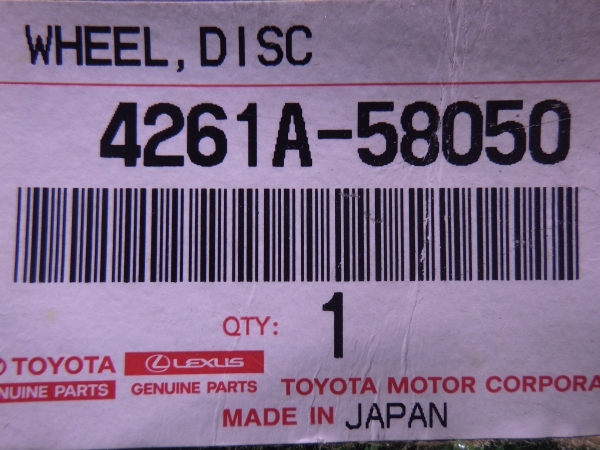 WHEEL, DISC
4261A-58050
QTY: 1
TOYOTA LEXUS
NUINE PARTS GENUINE PARTS TOYOTA MOTOR CORPORA
MADE IN JAPAN